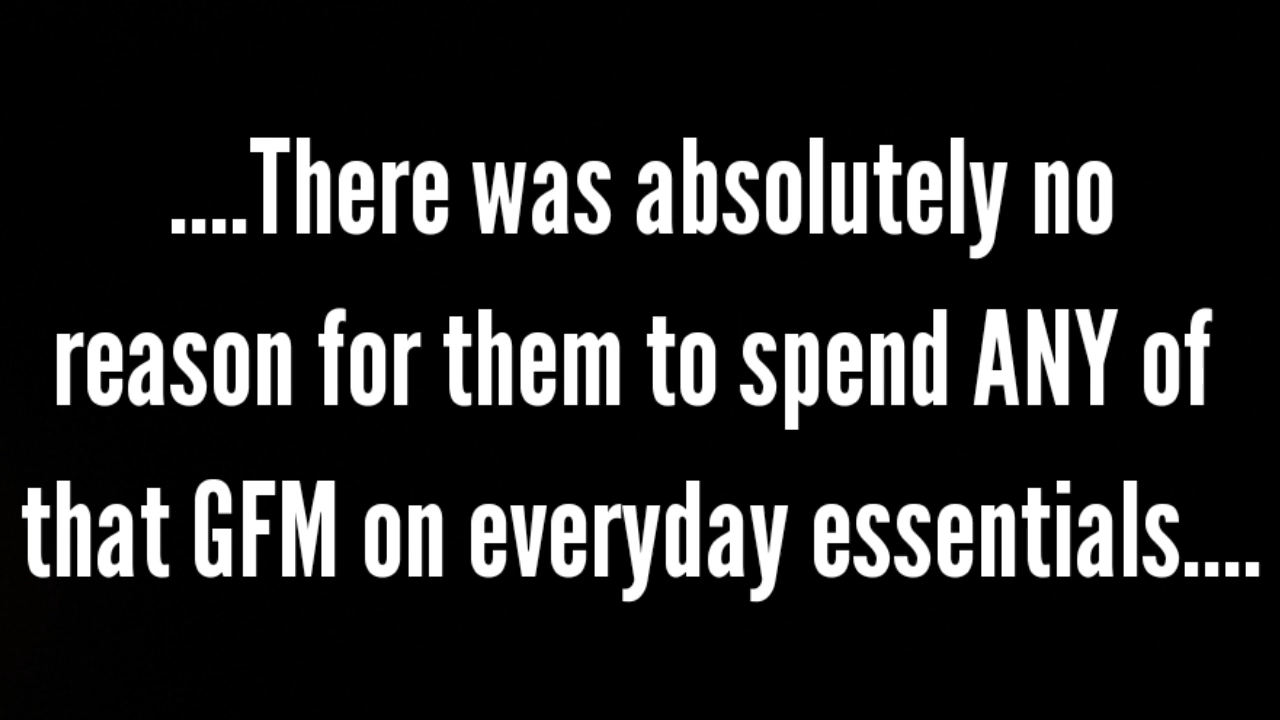 ....There was absolutely no
reason for them to spend ANY of
that GFM on everyday essentials....